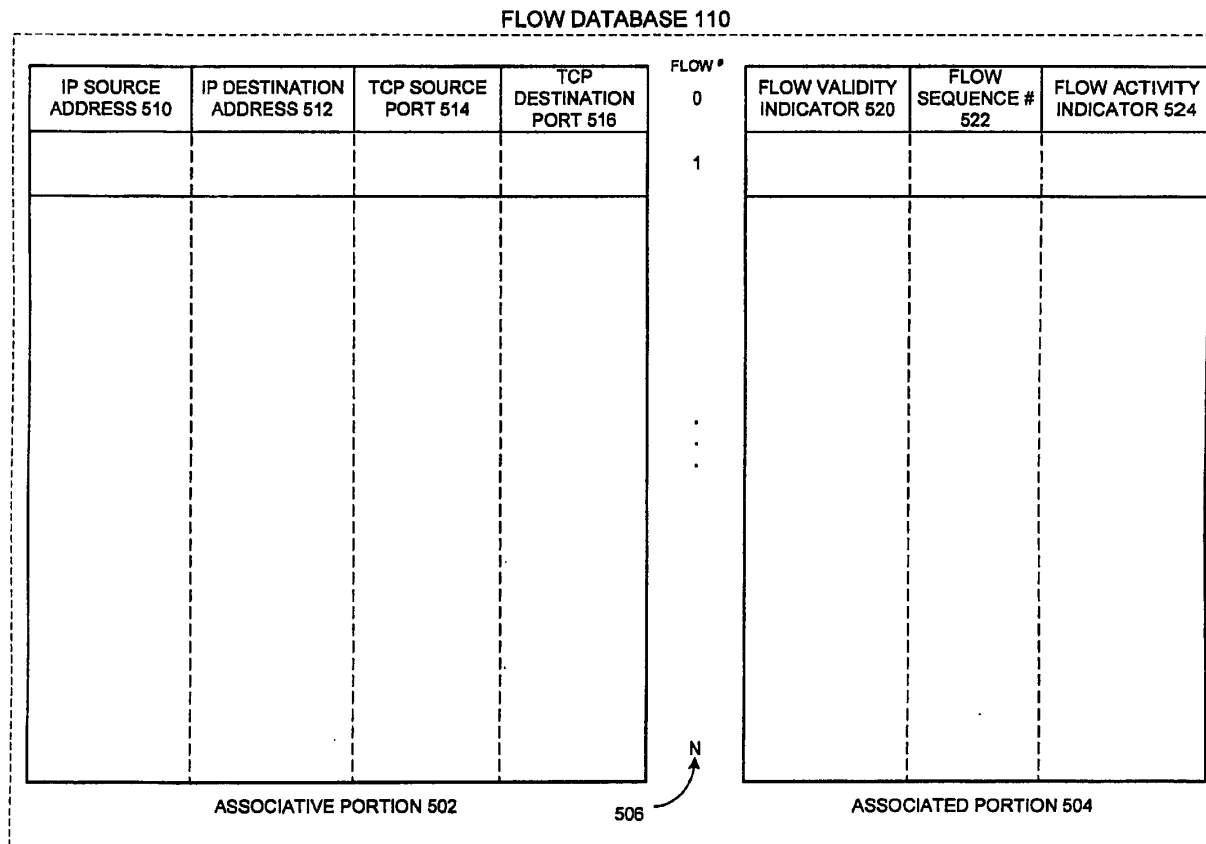 FLOW DATABASE 110
IP SOURCE
ADDRESS 510
IP DESTINATION
ADDRESS 512
TCP SOURCE
PORT 514
TCP
DESTINATION
PORT 516
FLOW #
0
1
N
506
FLOW VALIDITY
INDICATOR 520
FLOW
SEQUENCE #
522
FLOW ACTIVITY
INDICATOR 524
ASSOCIATIVE PORTION 502
ASSOCIATED PORTION 504